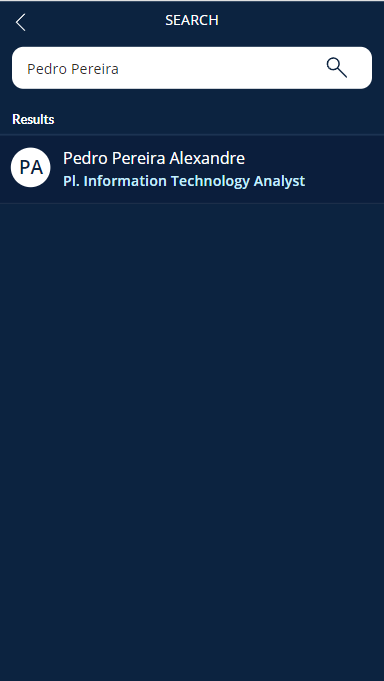 SEARCH
Pedro Pereira
Results
PA
Pedro Pereira Alexandre
Pl. Information Technology Analyst